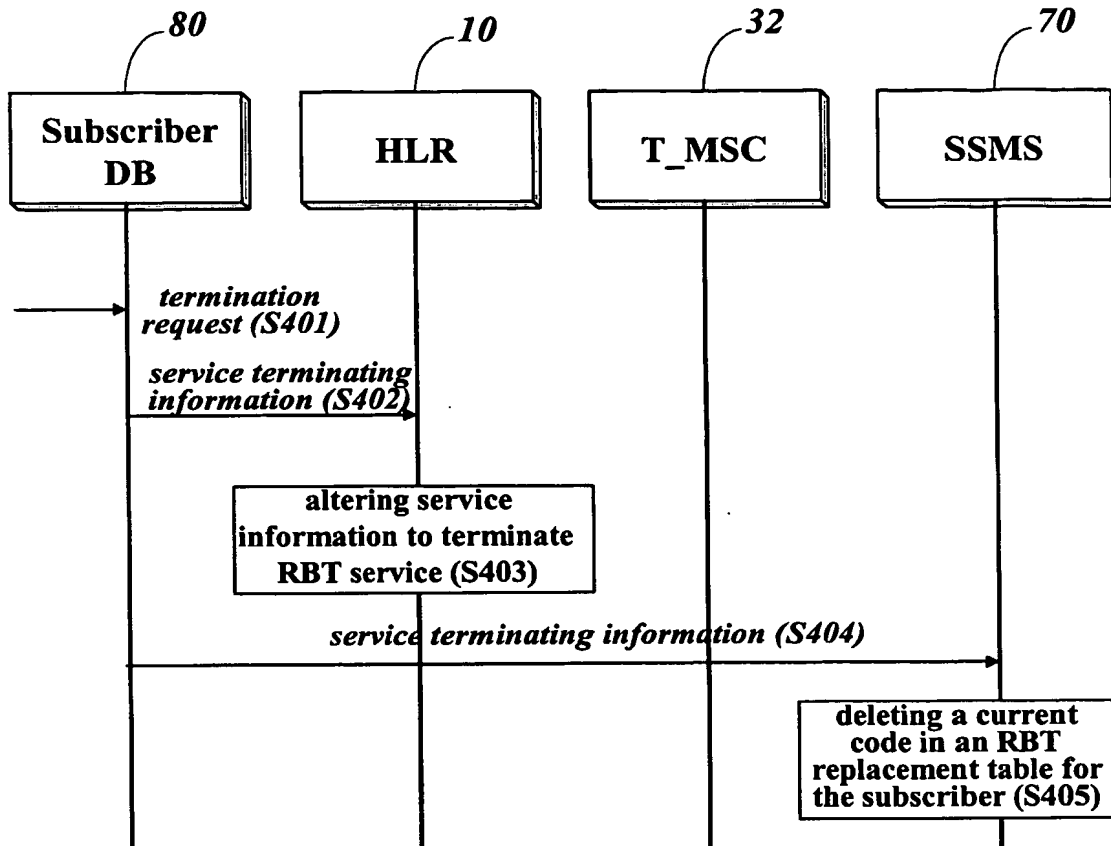 80
10
32
70
Subscriber
DB
HLR
T_MSC
SSMS
termination
request (S401)
service terminating
information (S402)
altering service
information to terminate
RBT service (S403)
service terminating information (S404)
deleting a current
code in an RBT
replacement table for
the subscriber (S405)